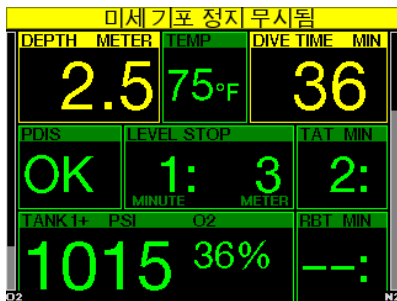 미세기포 정지 무시됨
DEPTH METER TEMP DIVE TIME MIN
2.5 75°F 36
PDIS LEVEL STOP TAT MIN
OK 1: 3 2:
MINUTE METER
TANK1+ PSI O2 RBT MIN
1015 36% --:
O2 N2